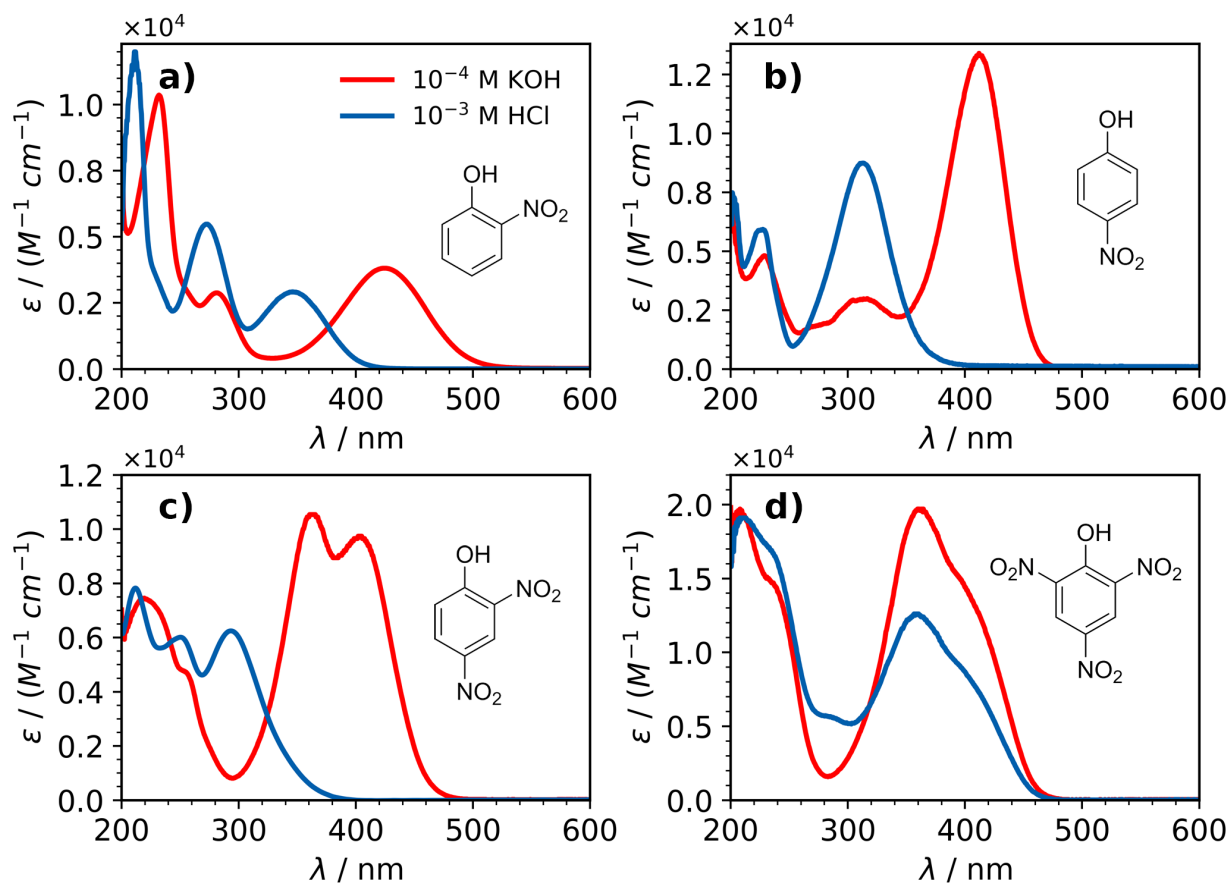 ×10⁴
a)
10⁻⁴ M KOH
10⁻³ M HCl
OH
NO₂
1.0
0.8
0.5
0.2
0.0
ε / (M⁻¹ cm⁻¹)
200 300 400 500 600
λ / nm
×10⁴
b)
OH
NO₂
1.2
1.0
0.8
0.5
0.2
0.0
ε / (M⁻¹ cm⁻¹)
200 300 400 500 600
λ / nm
×10⁴
c)
OH
NO₂
NO₂
1.2
1.0
0.8
0.6
0.4
0.2
0.0
ε / (M⁻¹ cm⁻¹)
200 300 400 500 600
λ / nm
×10⁴
d)
OH
O₂N NO₂
NO₂
2.0
1.5
1.0
0.5
0.0
ε / (M⁻¹ cm⁻¹)
200 300 400 500 600
λ / nm